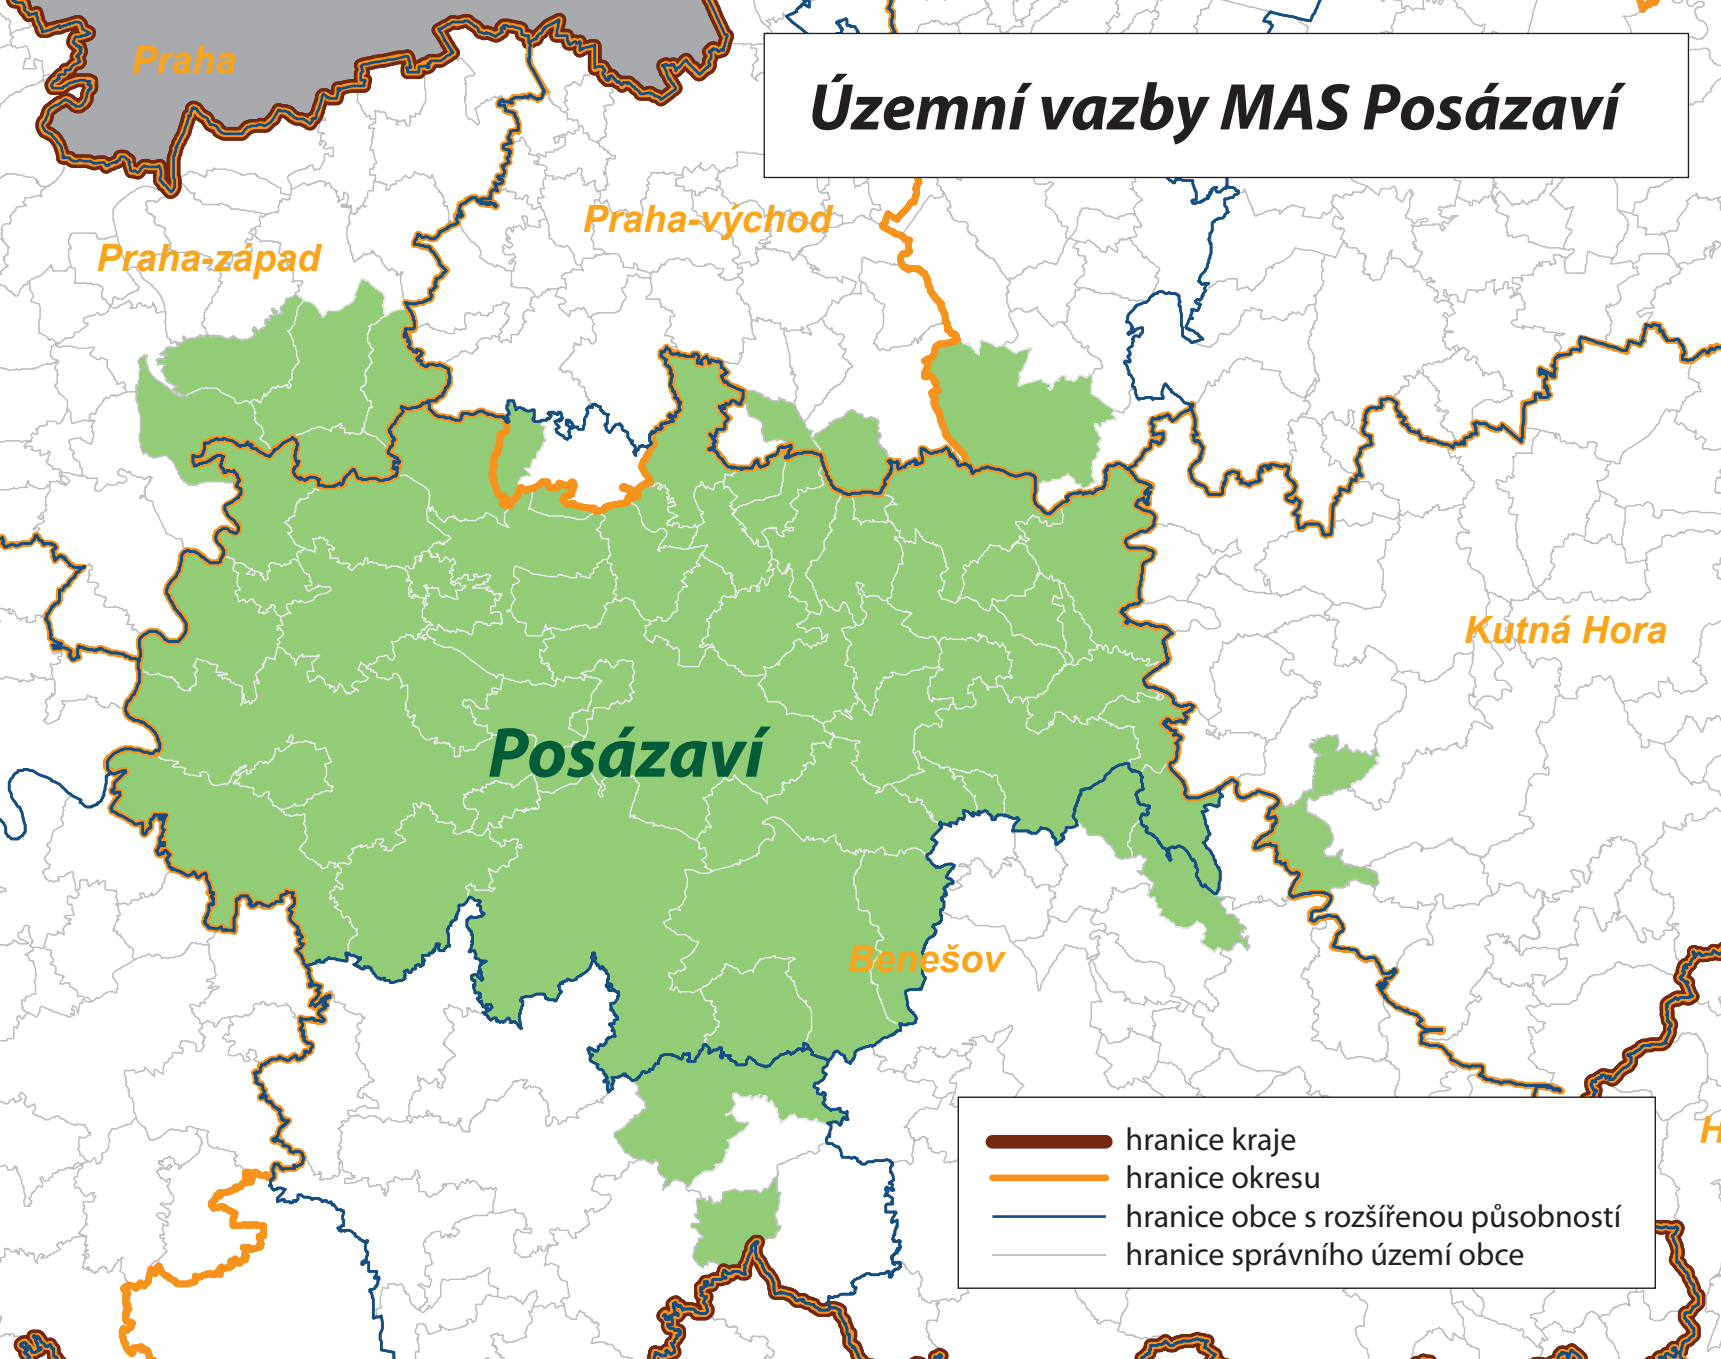 Praha
Územní vazby MAS Posázaví
Praha-východ
Praha-západ
Kutná Hora
Posázaví
Benešov
H
hranice kraje
hranice okresu
hranice obce s rozšířenou působností
hranice správního území obce